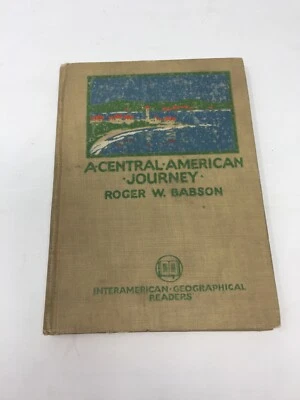 A·CENTRAL·AMERICAN
·JOURNEY·
ROGER W. BABSON
INTERAMERICAN·GEOGRAPHICAL
READERS